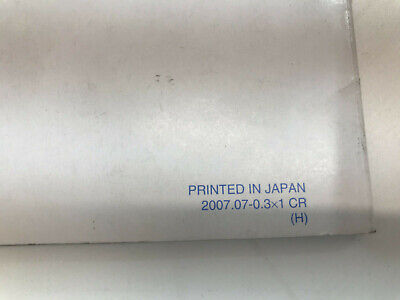 PRINTED IN JAPAN
2007.07-0.3×1 CR
(H)